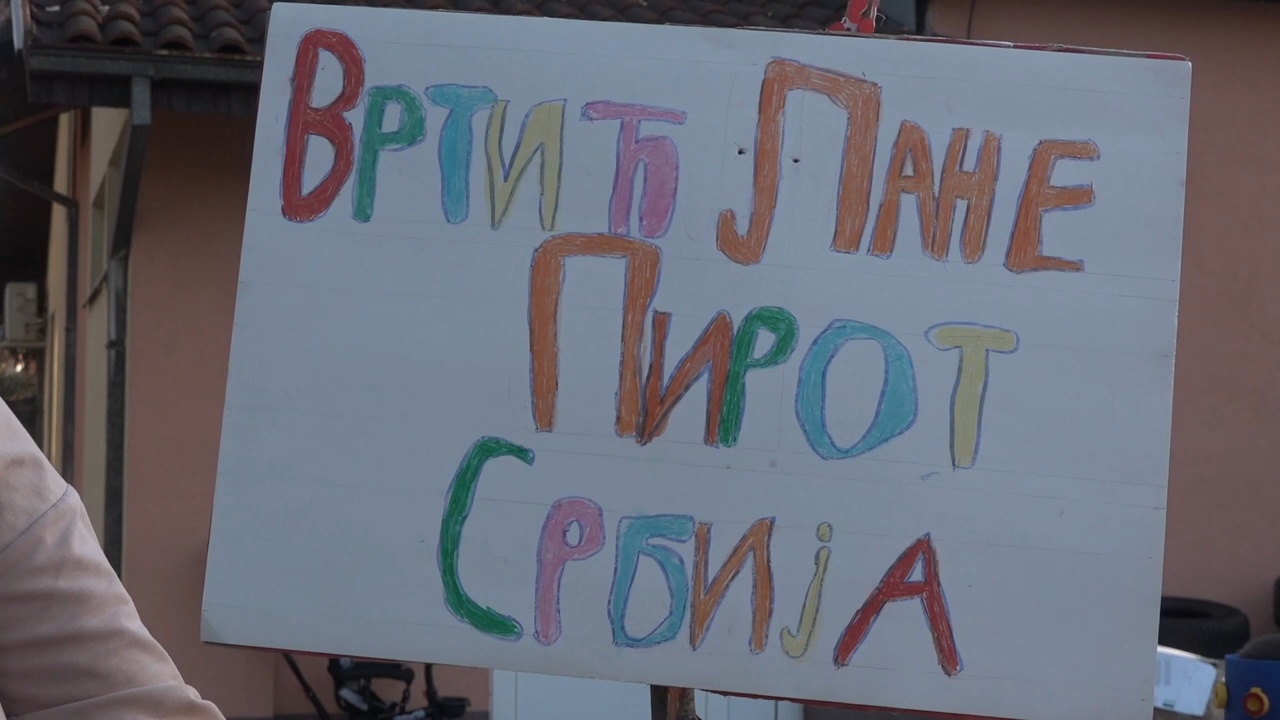 Вртић Лане
Пирот
Србија